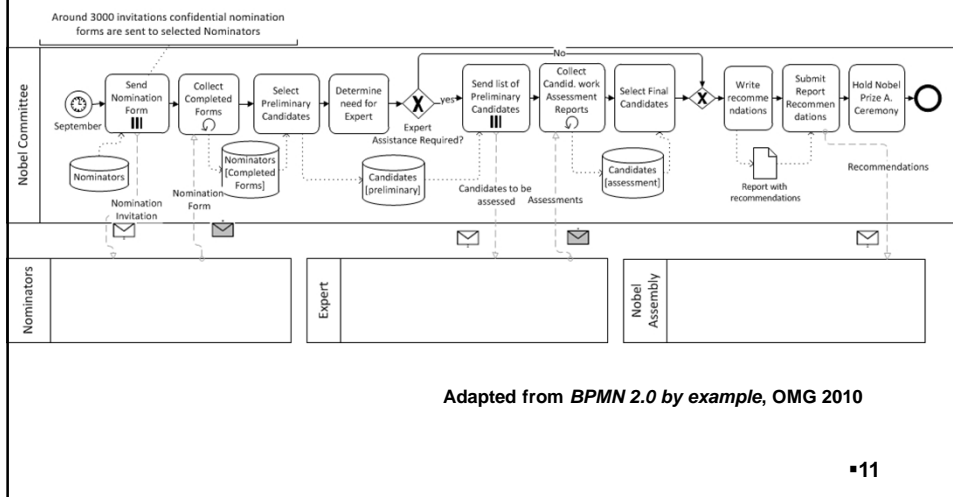 Around 3000 invitations confidential nomination
forms are sent to selected Nominators
Nobel Committee
September
Send
Nomination
Form
Collect
Completed
Forms
Select
Preliminary
Candidates
Determine
need for
Expert
X
yes
No
Expert
Assistance Required?
Send list of
Preliminary
Candidates
Collect
Candid. work
Assessment
Reports
Select Final
Candidates
X
Write
recomme
ndations
Submit
Report
Recommen
dations
Hold Nobel
Prize A.
Ceremony
Nominators
Nominators
[Completed
Forms]
Candidates
[preliminary]
Candidates
[assessment]
Report with
recommendations
Nomination
Invitation
Nomination
Form
Candidates to be
assessed
Assessments
Recommendations
Nominators
Expert
Nobel
Assembly
Adapted from BPMN 2.0 by example, OMG 2010
▪11